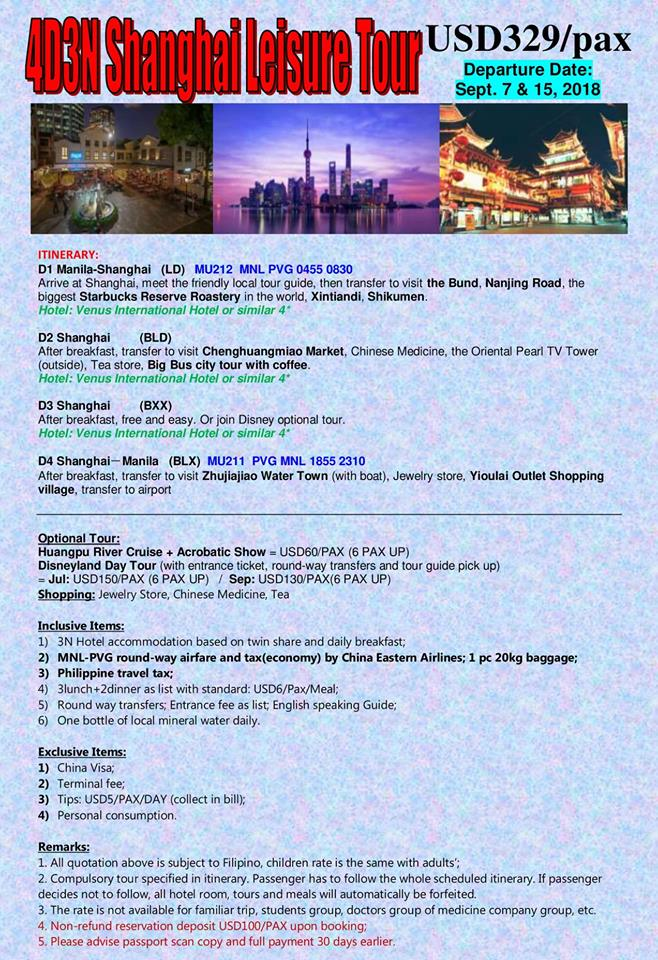 4D3N Shanghai Leisure Tour USD329/pax
Departure Date:
Sept. 7 & 15, 2018
ITINERARY:
D1 Manila-Shanghai (LD) MU212 MNL PVG 0455 0830
Arrive at Shanghai, meet the friendly local tour guide, then transfer to visit the Bund, Nanjing Road, the
biggest Starbucks Reserve Roastery in the world, Xintiandi, Shikumen.
Hotel: Venus International Hotel or similar 4*
D2 Shanghai (BLD)
After breakfast, transfer to visit Chenghuangmiao Market, Chinese Medicine, the Oriental Pearl TV Tower
(outside), Tea store, Big Bus city tour with coffee.
Hotel: Venus International Hotel or similar 4*
D3 Shanghai (BXX)
After breakfast, free and easy. Or join Disney optional tour.
Hotel: Venus International Hotel or similar 4*
D4 Shanghai—Manila (BLX) MU211 PVG MNL 1855 2310
After breakfast, transfer to visit Zhujiajiao Water Town (with boat), Jewelry store, Yioulai Outlet Shopping
village, transfer to airport
Optional Tour:
Huangpu River Cruise + Acrobatic Show = USD60/PAX (6 PAX UP)
Disneyland Day Tour (with entrance ticket, round-way transfers and tour guide pick up)
= Jul: USD150/PAX (6 PAX UP) / Sep: USD130/PAX(6 PAX UP)
Shopping: Jewelry Store, Chinese Medicine, Tea
Inclusive Items:
1) 3N Hotel accommodation based on twin share and daily breakfast;
2) MNL-PVG round-way airfare and tax(economy) by China Eastern Airlines; 1 pc 20kg baggage;
3) Philippine travel tax;
4) 3lunch+2dinner as list with standard: USD6/Pax/Meal;
5) Round way transfers; Entrance fee as list; English speaking Guide;
6) One bottle of local mineral water daily.
Exclusive Items:
1) China Visa;
2) Terminal fee;
3) Tips: USD5/PAX/DAY (collect in bill);
4) Personal consumption.
Remarks:
1. All quotation above is subject to Filipino, children rate is the same with adults';
2. Compulsory tour specified in itinerary. Passenger has to follow the whole scheduled itinerary. If passenger
decides not to follow, all hotel room, tours and meals will automatically be forfeited.
3. The rate is not available for familiar trip, students group, doctors group of medicine company group, etc.
4. Non-refund reservation deposit USD100/PAX upon booking;
5. Please advise passport scan copy and full payment 30 days earlier.